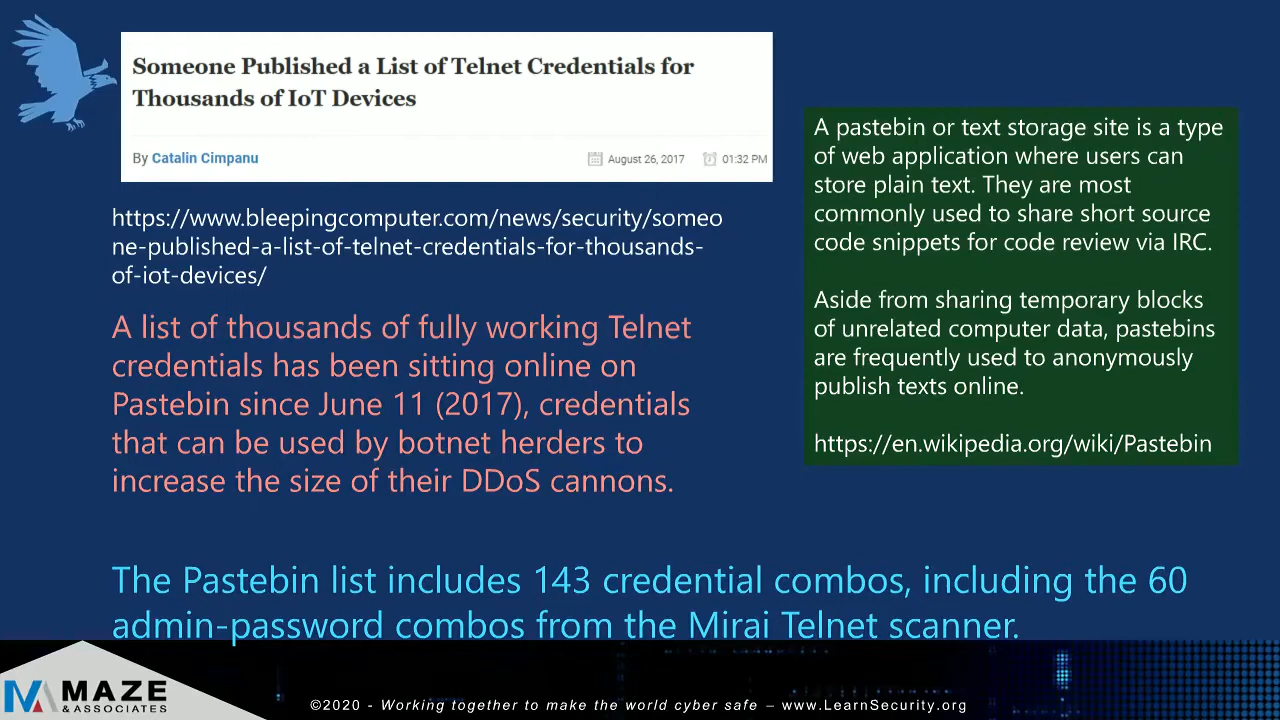 Someone Published a List of Telnet Credentials for
Thousands of IoT Devices
By Catalin Cimpanu
August 26, 2017
01:32 PM
https://www.bleepingcomputer.com/news/security/someo
ne-published-a-list-of-telnet-credentials-for-thousands-
of-iot-devices/
A list of thousands of fully working Telnet
credentials has been sitting online on
Pastebin since June 11 (2017), credentials
that can be used by botnet herders to
increase the size of their DDoS cannons.
A pastebin or text storage site is a type
of web application where users can
store plain text. They are most
commonly used to share short source
code snippets for code review via IRC.
Aside from sharing temporary blocks
of unrelated computer data, pastebins
are frequently used to anonymously
publish texts online.
https://en.wikipedia.org/wiki/Pastebin
The Pastebin list includes 143 credential combos, including the 60
admin-password combos from the Mirai Telnet scanner.
MAZE
& ASSOCIATES
©2020 - Working together to make the world cyber safe – www.LearnSecurity.org